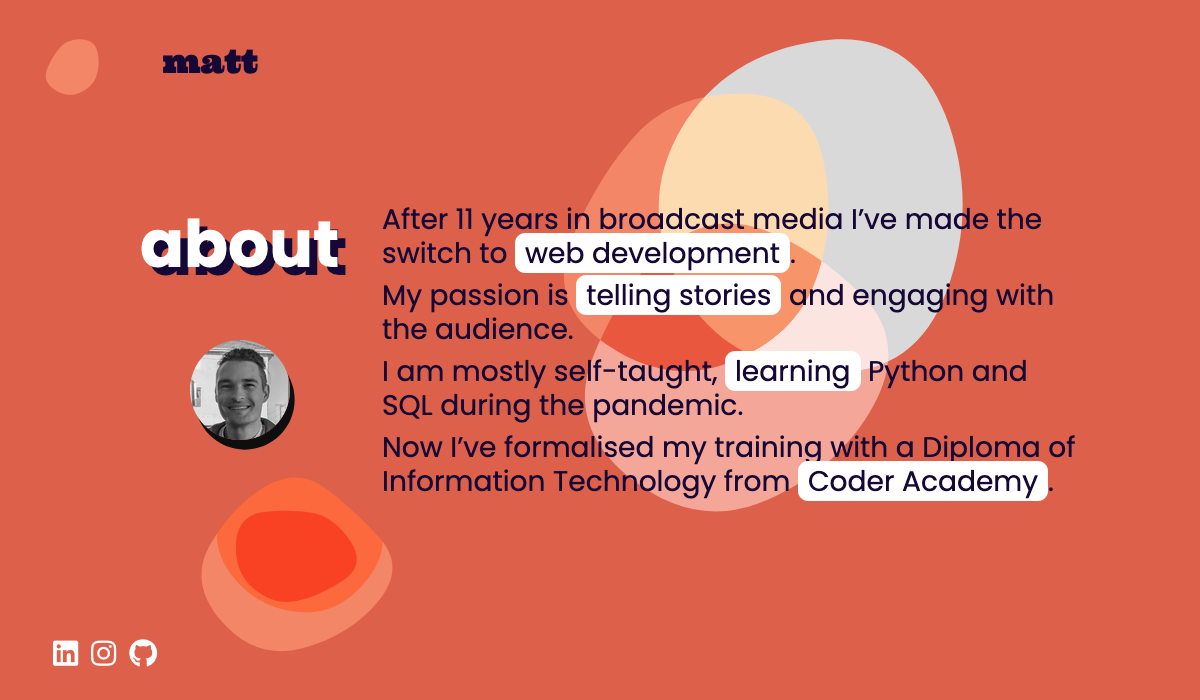 matt
about
After 11 years in broadcast media I’ve made the
switch to web development .
My passion is telling stories and engaging with
the audience.
I am mostly self-taught, learning Python and
SQL during the pandemic.
Now I’ve formalised my training with a Diploma of
Information Technology from Coder Academy .
in